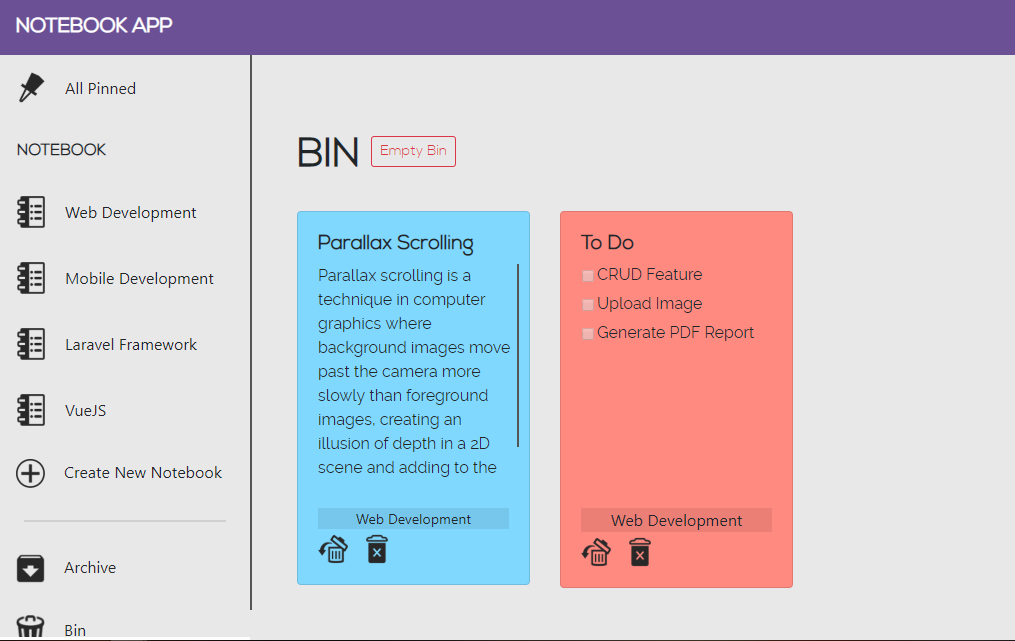 NOTEBOOK APP
All Pinned
NOTEBOOK
Web Development
Mobile Development
Laravel Framework
VueJS
Create New Notebook
Archive
Bin
BIN
Empty Bin
Parallax Scrolling
Parallax scrolling is a
technique in computer
graphics where
background images move
past the camera more
slowly than foreground
images, creating an
illusion of depth in a 2D
scene and adding to the
Web Development
To Do
CRUD Feature
Upload Image
Generate PDF Report
Web Development